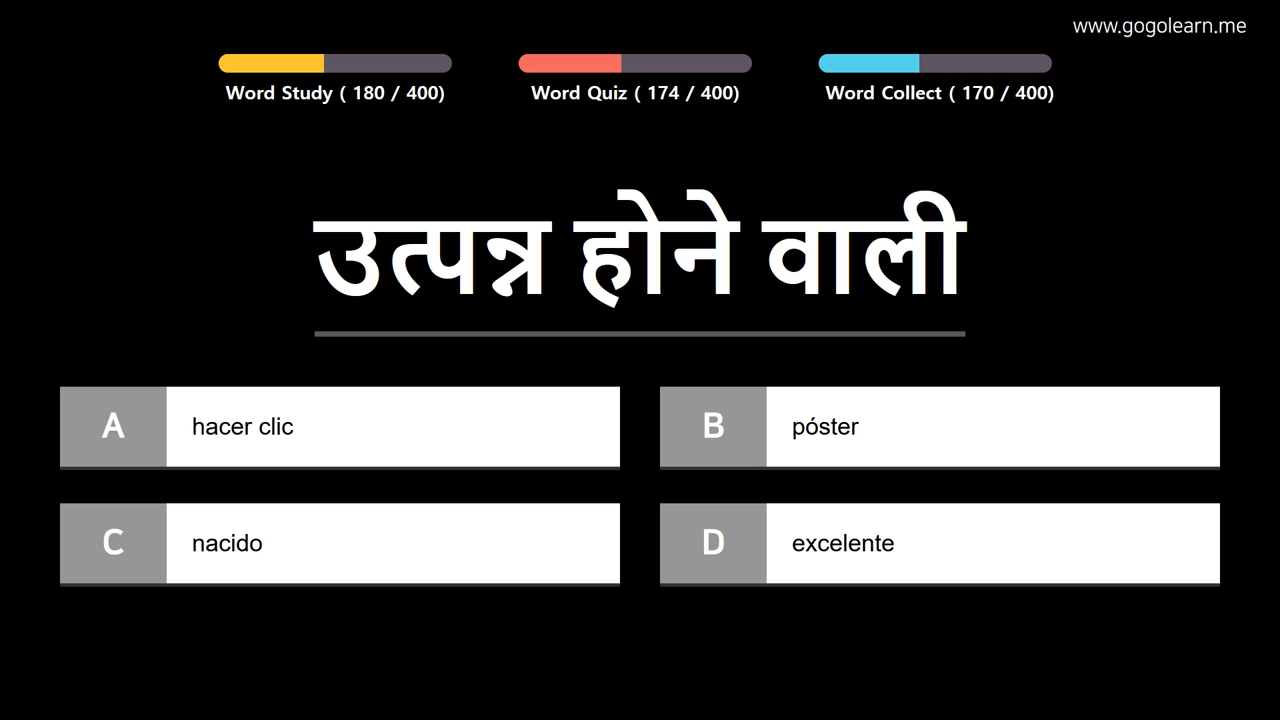 www.gogolearn.me
Word Study ( 180 / 400)
Word Quiz ( 174 / 400)
Word Collect ( 170 / 400)
उत्पन्न होने वाली
A hacer clic
B póster
C nacido
D excelente